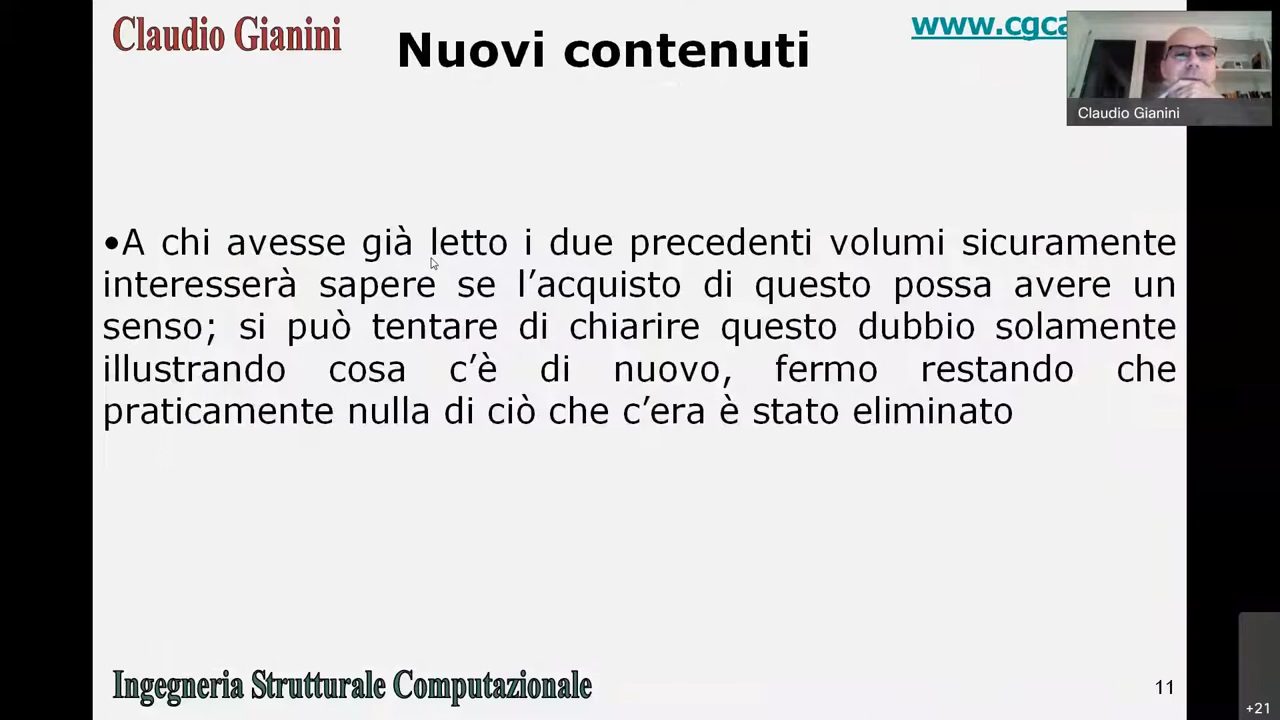 Claudio Gianini
Nuovi contenuti
Claudio Gianini
•A chi avesse già letto i due precedenti volumi sicuramente
interesserà sapere se l’acquisto di questo possa avere un
senso; si può tentare di chiarire questo dubbio solamente
illustrando cosa c’è di nuovo, fermo restando che
praticamente nulla di ciò che c’era è stato eliminato
Ingegneria Strutturale Computazionale
11
+21